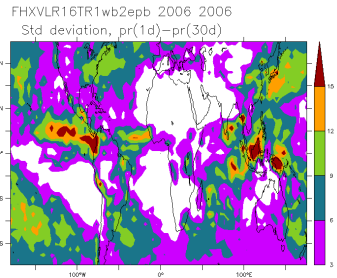 FHXVLR16TR1wb2epb 2006 2006
Std deviation, pr(1d)-pr(30d)
15
12
9
6
3
100°W
0°
100°E